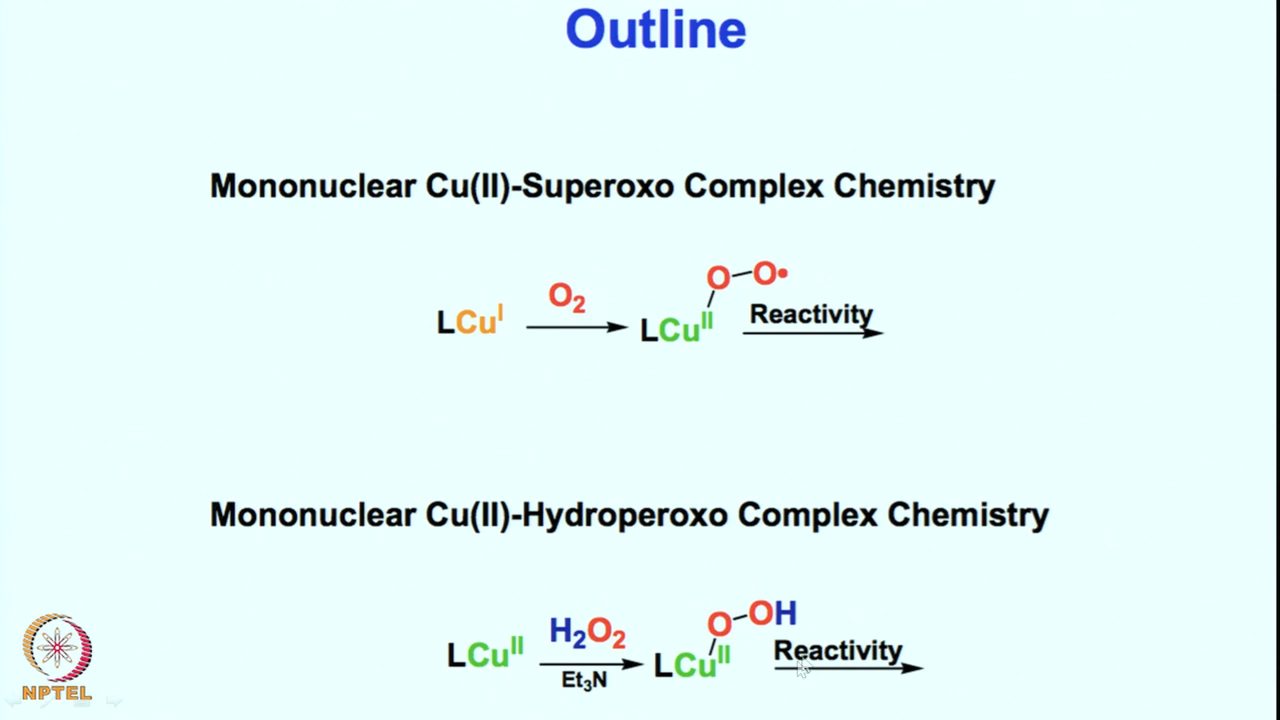 Outline
Mononuclear Cu(II)-Superoxo Complex Chemistry
LCuᴵ O₂ LCuᴵᴵ O–O• Reactivity
Mononuclear Cu(II)-Hydroperoxo Complex Chemistry
LCuᴵᴵ H₂O₂ Et₃N LCuᴵᴵ O–OH Reactivity
NPTEL